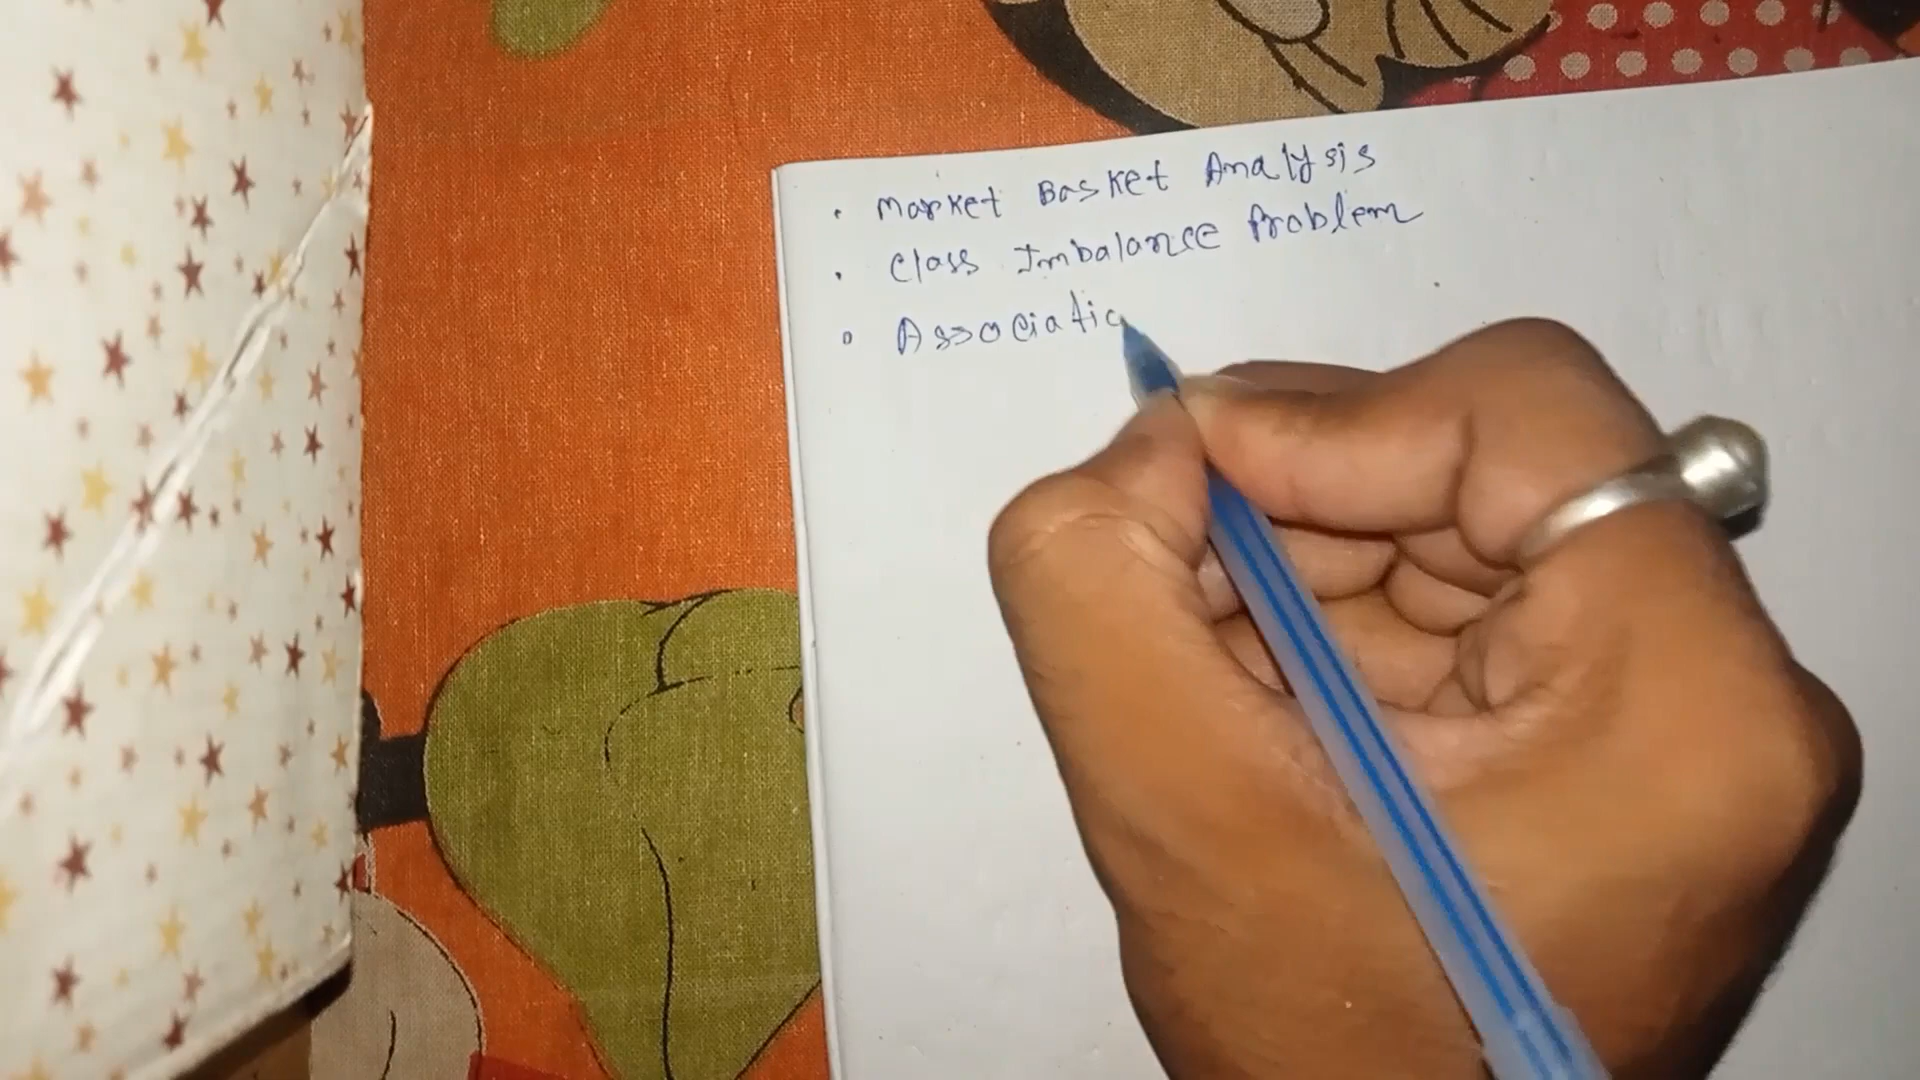 • Market Basket Analysis
• Class Imbalance Problem
• Associatio